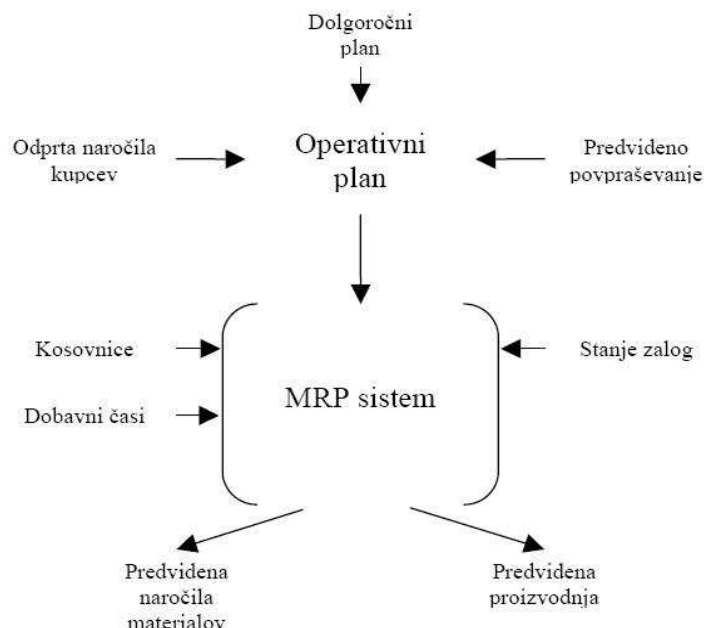 Dolgoročni
plan
Odprta naročila
kupcev
Operativni
plan
Predvideno
povpraševanje
Kosovnice
Stanje zalog
MRP sistem
Dobavni časi
Predvidena
naročila
materialov
Predvidena
proizvodnja